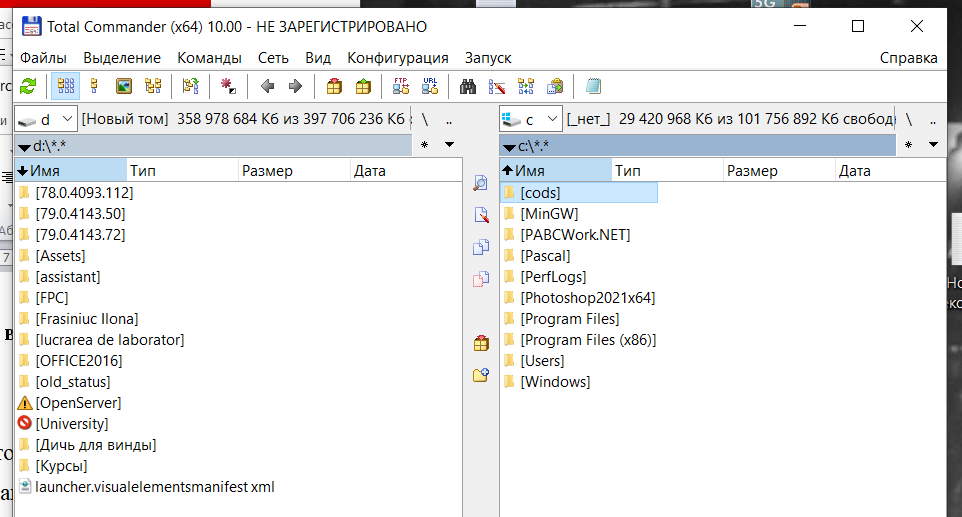 5G
Total Commander (x64) 10.00 - НЕ ЗАРЕГИСТРИРОВАНО
Файлы Выделение Команды Сеть Вид Конфигурация Запуск Справка
FTP URL
d [Новый том] 358 978 684 Кб из 397 706 236 Кб \ .. c [_нет_] 29 420 968 Кб из 101 756 892 Кб свобод \ ..
d:\*.* * c:\*.* *
Имя Тип Размер Дата Имя Тип Размер Дата
[78.0.4093.112] [cods]
[79.0.4143.50] [MinGW]
[79.0.4143.72] [PABCWork.NET]
[Assets] [Pascal]
[assistant] [PerfLogs]
[FPC] [Photoshop2021x64]
[Frasiniuc Ilona] [Program Files]
[lucrarea de laborator] [Program Files (x86)]
[OFFICE2016] [Users]
[old_status] [Windows]
[OpenServer]
[University]
[Дичь для винды]
[Курсы]
launcher.visualelementsmanifest xml